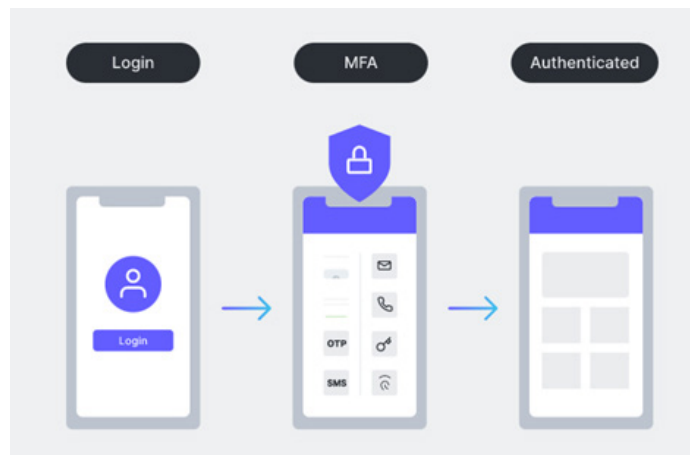 Login
MFA
Authenticated
Login
OTP
SMS